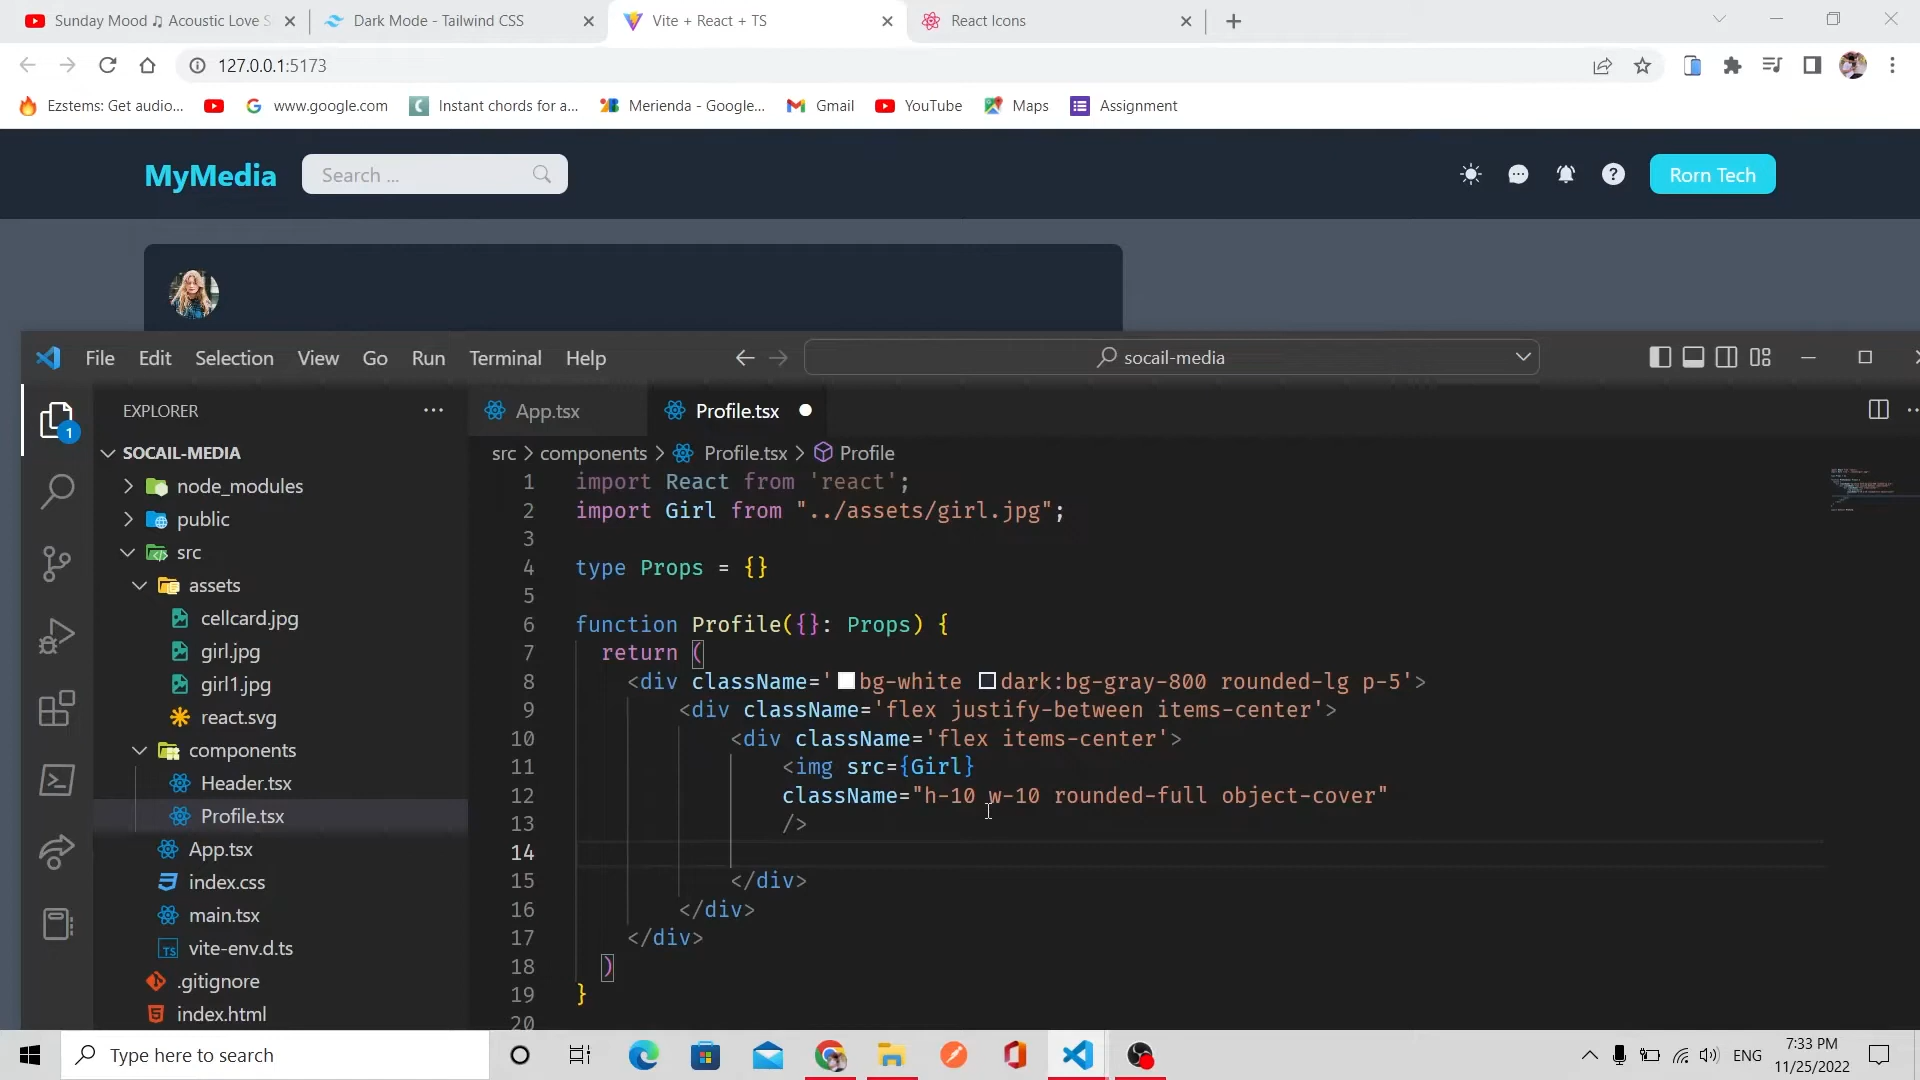 Sunday Mood ♫ Acoustic Love S
Dark Mode - Tailwind CSS
Vite + React + TS
React Icons
127.0.0.1:5173
Ezstems: Get audio...
www.google.com
Instant chords for a...
Merienda - Google...
Gmail
YouTube
Maps
Assignment
MyMedia
Search ...
Rorn Tech
File Edit Selection View Go Run Terminal Help
socail-media
EXPLORER
App.tsx
Profile.tsx
src > components > Profile.tsx > Profile
1
SOCAIL-MEDIA
node_modules
public
src
assets
cellcard.jpg
girl.jpg
girl1.jpg
react.svg
components
Header.tsx
Profile.tsx
App.tsx
index.css
main.tsx
TS vite-env.d.ts
.gitignore
index.html
1 import React from 'react';
2 import Girl from "../assets/girl.jpg";
3
4 type Props = {}
5
6 function Profile({}: Props) {
7 return (
8 <div className='bg-white dark:bg-gray-800 rounded-lg p-5'>
9 <div className='flex justify-between items-center'>
10 <div className='flex items-center'>
11 <img src={Girl}
12 className="h-10 w-10 rounded-full object-cover"
13 />
14
15 </div>
16 </div>
17 </div>
18 )
19 }
20
Type here to search
ENG
7:33 PM
11/25/2022